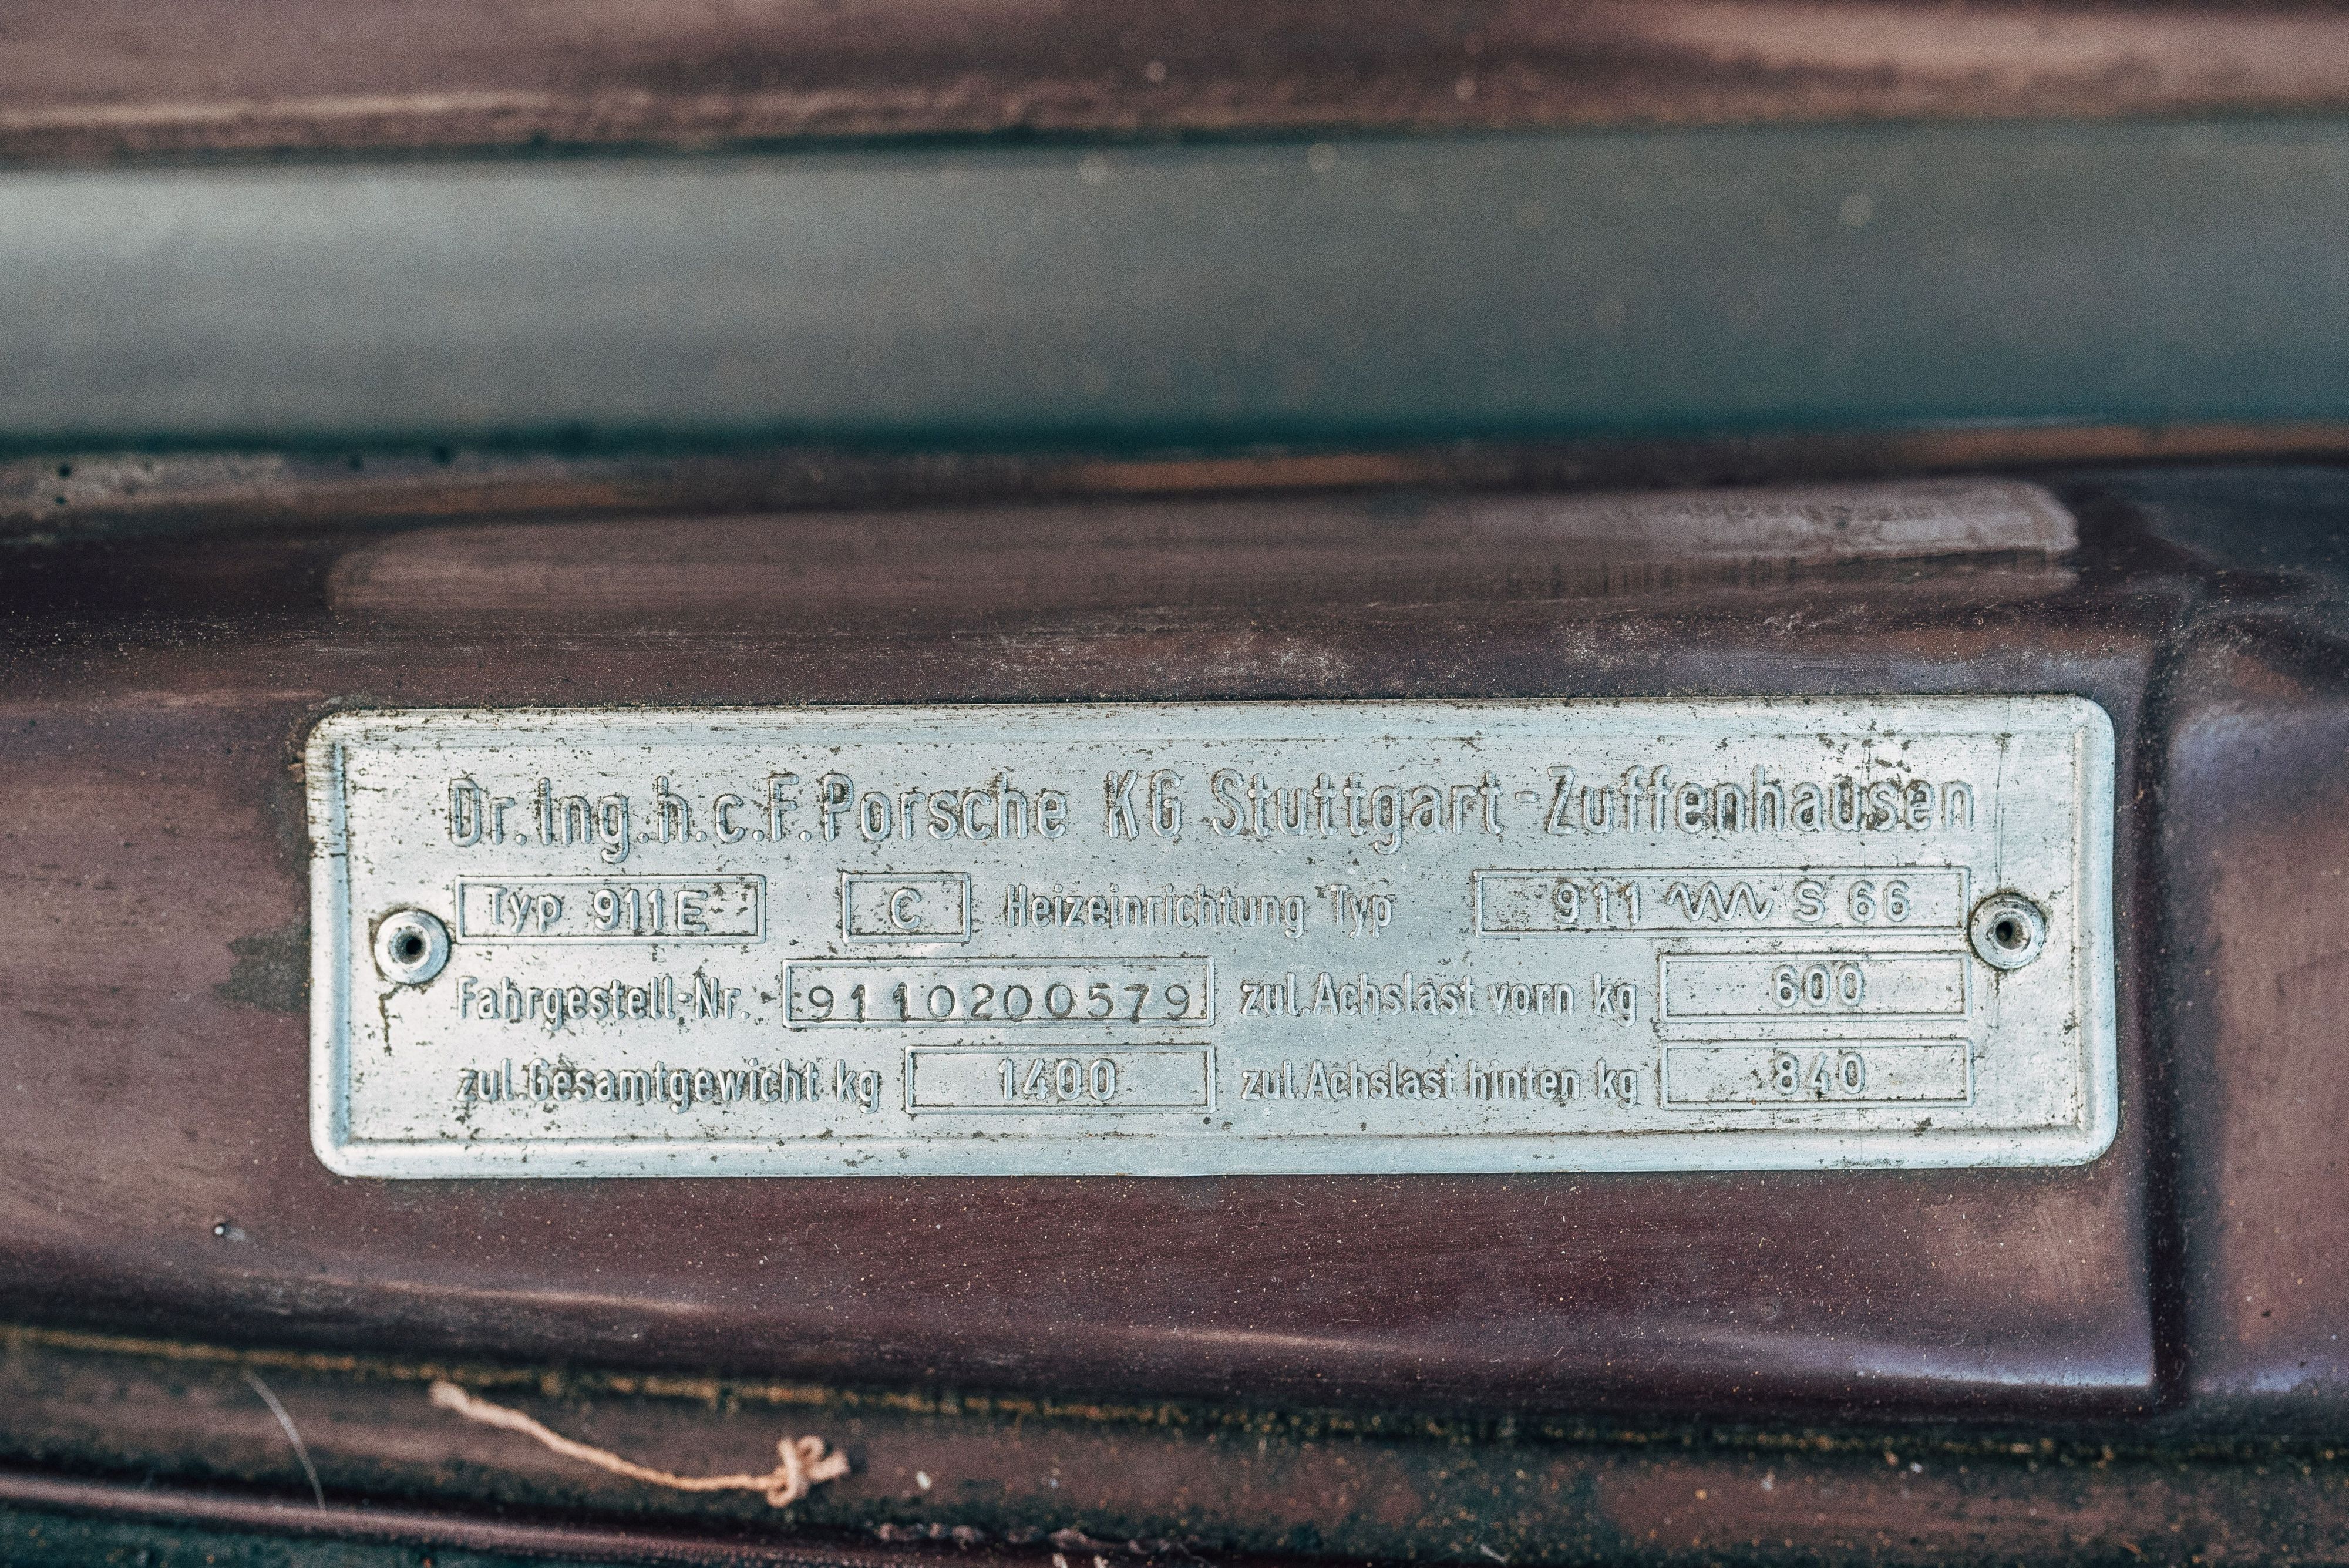 Dr. Ing. h. c. F. Porsche KG Stuttgart-Zuffenhausen
Typ 911E C Heizeinrichtung Typ 911 S 66
Fahrgestell-Nr. 9110200579 zul. Achslast vorn kg 600
zul. Gesamtgewicht kg 1400 zul. Achslast hinten kg 840